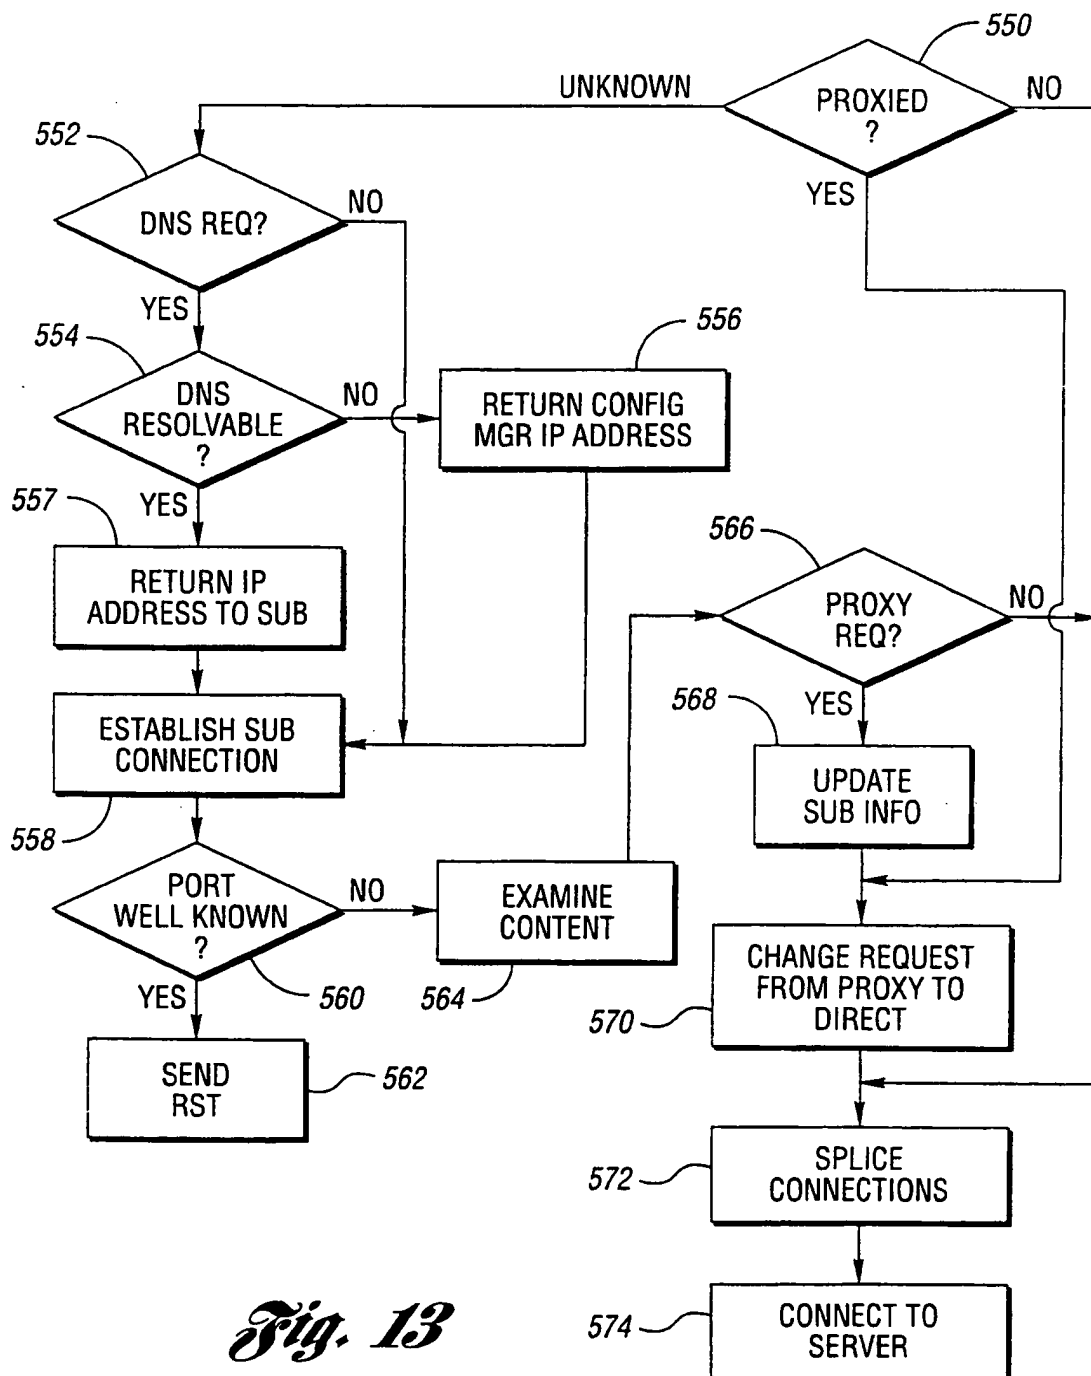 550
UNKNOWN
PROXIED
?
NO
YES
552
DNS REQ?
NO
YES
554
DNS
RESOLVABLE
?
NO
YES
556
RETURN CONFIG
MGR IP ADDRESS
557
RETURN IP
ADDRESS TO SUB
ESTABLISH SUB
CONNECTION
558
PORT
WELL KNOWN
?
NO
YES
560
SEND
RST
562
EXAMINE
CONTENT
564
566
PROXY
REQ?
NO
YES
568
UPDATE
SUB INFO
CHANGE REQUEST
FROM PROXY TO
DIRECT
570
572
SPLICE
CONNECTIONS
574
CONNECT TO
SERVER
Fig. 13